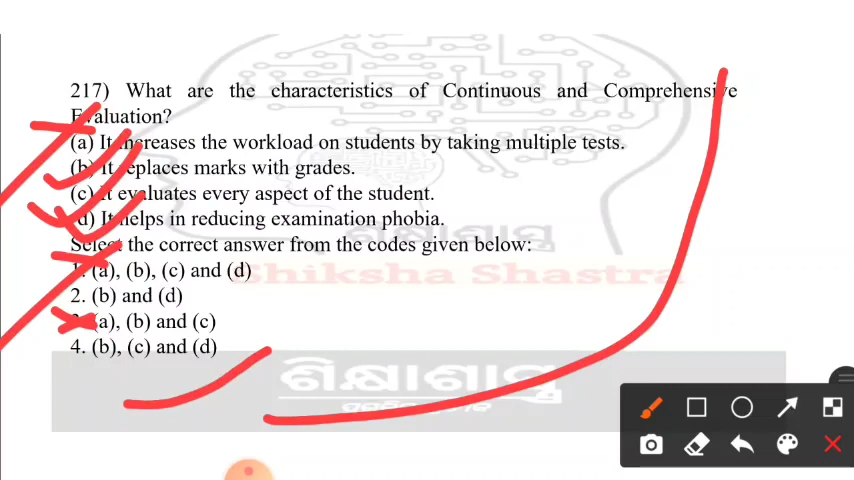 217) What are the characteristics of Continuous and Comprehensive
Evaluation?
(a) It increases the workload on students by taking multiple tests.
(b) It replaces marks with grades.
(c) It evaluates every aspect of the student.
(d) It helps in reducing examination phobia.
Select the correct answer from the codes given below:
1. (a), (b), (c) and (d)
2. (b) and (d)
3. (a), (b) and (c)
4. (b), (c) and (d)
ଶିକ୍ଷାଶାସ୍ତ୍ର
Shiksha Shastra
ଶିକ୍ଷାଶାସ୍ତ୍ର